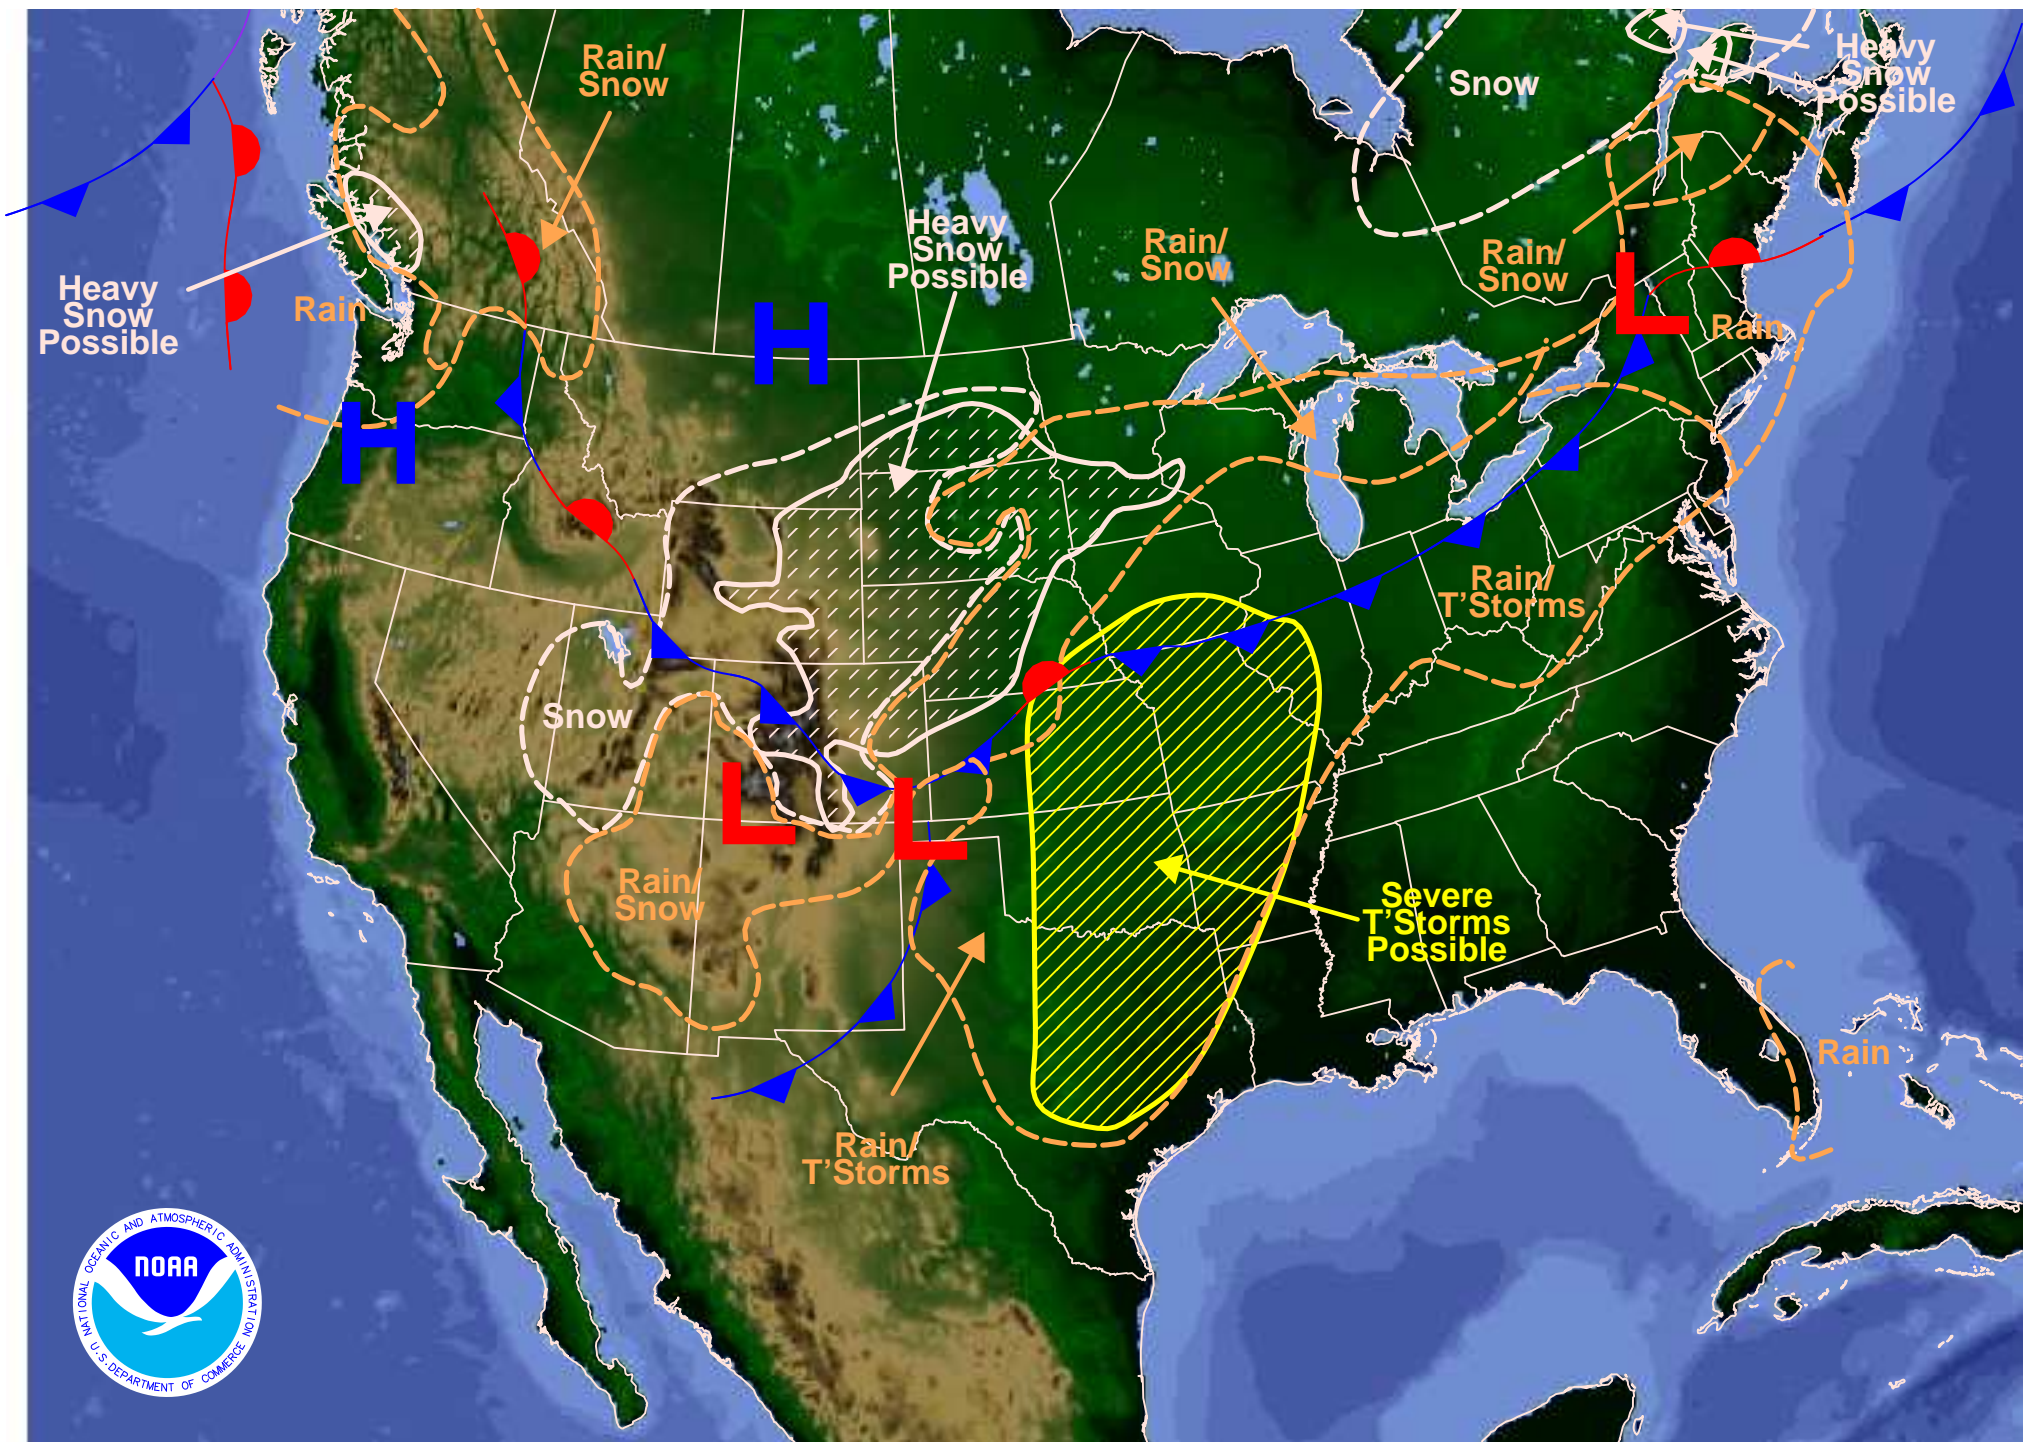 Rain/
Snow
Snow
Heavy
Snow
Possible
Heavy
Snow
Possible
Rain/
Snow
Rain/
Snow
Heavy
Snow
Possible
Rain
H
L
Rain
H
Rain/
T'Storms
Snow
L
L
Rain/
Snow
Severe
T'Storms
Possible
Rain
Rain/
T'Storms
NATIONAL OCEANIC AND ATMOSPHERIC ADMINISTRATION
NOAA
U.S. DEPARTMENT OF COMMERCE